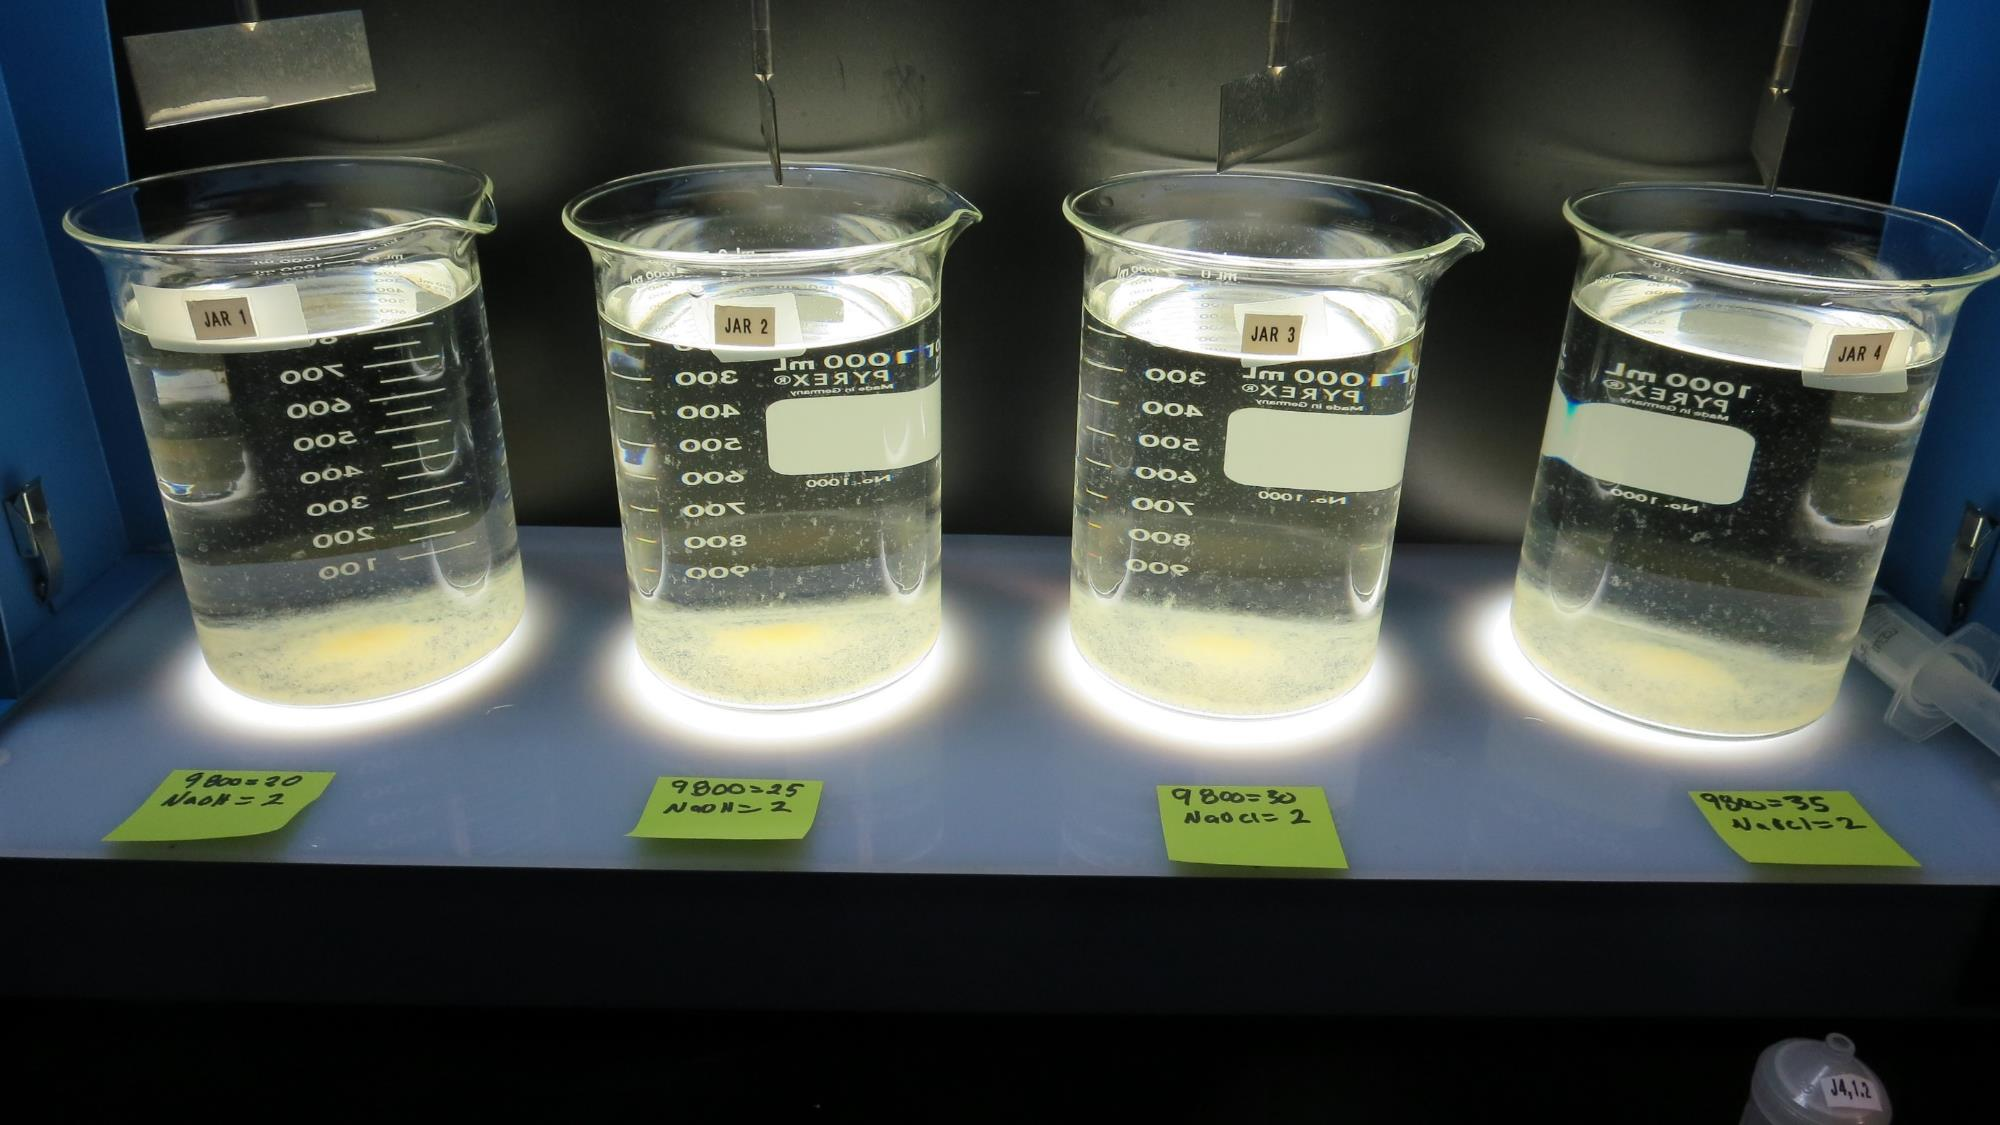 JAR 1
700
600
500
400
300
200
100
JAR 2
1000 mL
PYREX®
Made in Germany
300
400
500
600
700
800
900
No. 1000
JAR 3
1000 mL
PYREX®
Made in Germany
300
400
500
600
700
800
900
No. 1000
JAR 4
1000 mL
PYREX®
Made in Germany
No. 1000
9800=20
NaOH=2
9800=25
NaOH=2
9800=30
NaOCl=2
9800=35
NaOCl=2
J4,1.2